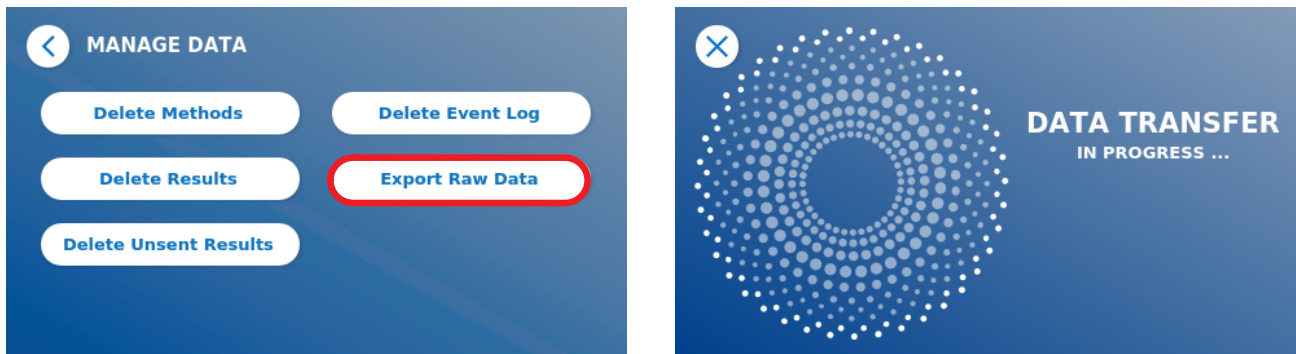 MANAGE DATA
Delete Methods
Delete Event Log
Delete Results
Export Raw Data
Delete Unsent Results
DATA TRANSFER
IN PROGRESS ...